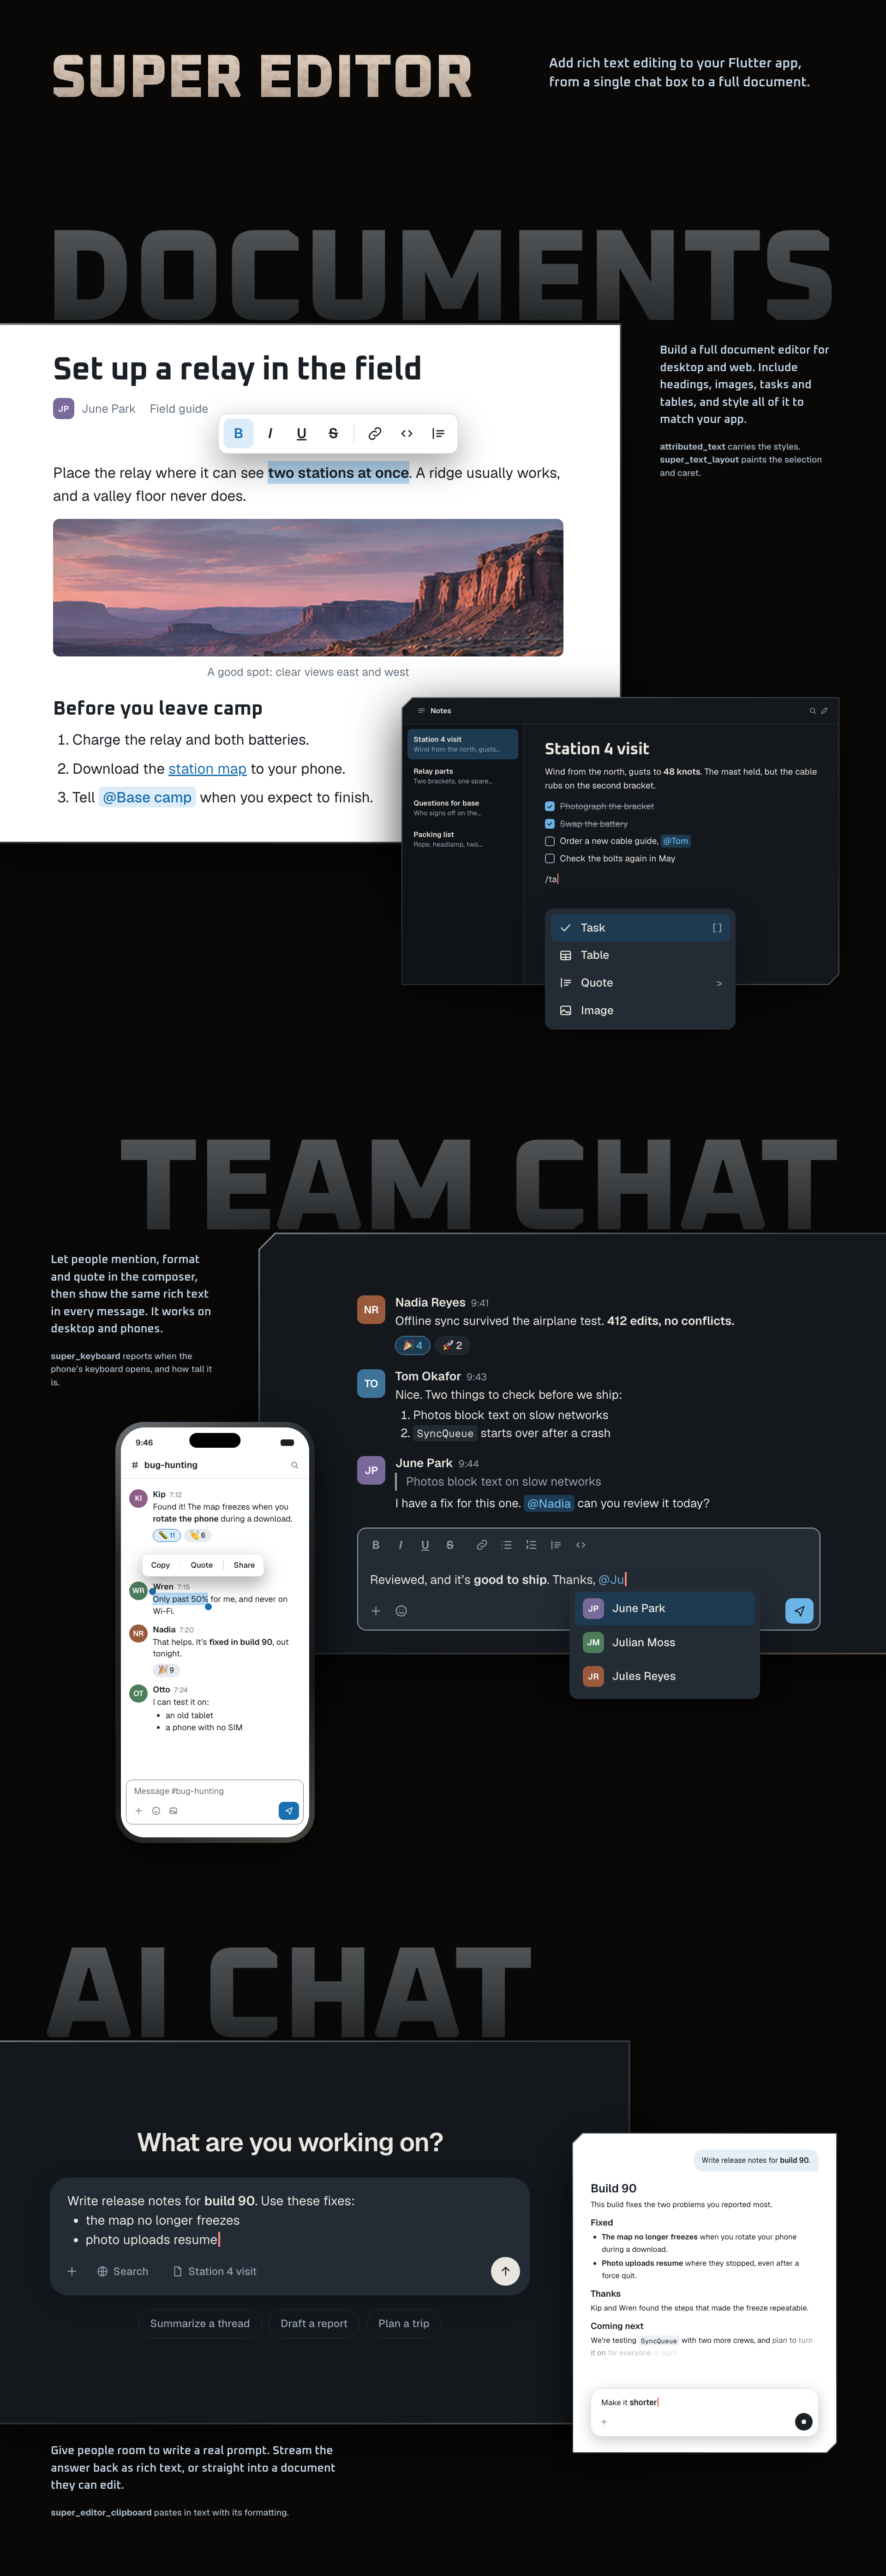 SUPER EDITOR
Add rich text editing to your Flutter app,
from a single chat box to a full document.
DOCUMENTS
Set up a relay in the field
JP June Park Field guide
B I U S
Place the relay where it can see two stations at once. A ridge usually works,
and a valley floor never does.
A good spot: clear views east and west
Before you leave camp
1. Charge the relay and both batteries.
2. Download the station map to your phone.
3. Tell @Base camp when you expect to finish.
Build a full document editor for
desktop and web. Include
headings, images, tasks and
tables, and style all of it to
match your app.
attributed_text carries the styles.
super_text_layout paints the selection
and caret.
Notes
Station 4 visit
Wind from the north, gusts...
Relay parts
Two brackets, one spare...
Questions for base
Who signs off on the...
Packing list
Rope, headlamp, two...
Station 4 visit
Wind from the north, gusts to 48 knots. The mast held, but the cable
rubs on the second bracket.
Photograph the bracket
Swap the battery
Order a new cable guide, @Tom
Check the bolts again in May
/ta
Task []
Table
Quote >
Image
TEAM CHAT
Let people mention, format
and quote in the composer,
then show the same rich text
in every message. It works on
desktop and phones.
super_keyboard reports when the
phone's keyboard opens, and how tall it
is.
NR Nadia Reyes 9:41
Offline sync survived the airplane test. 412 edits, no conflicts.
🎉 4 🚀 2
TO Tom Okafor 9:43
Nice. Two things to check before we ship:
1. Photos block text on slow networks
2. SyncQueue starts over after a crash
JP June Park 9:44
Photos block text on slow networks
I have a fix for this one. @Nadia can you review it today?
B I U S
Reviewed, and it's good to ship. Thanks, @Ju
JP June Park
JM Julian Moss
JR Jules Reyes
9:46
# bug-hunting
KI Kip 7:12
Found it! The map freezes when you
rotate the phone during a download.
🐛 11 👏 6
Copy Quote Share
WR Wren 7:15
Only past 50% for me, and never on
Wi-Fi.
NR Nadia 7:20
That helps. It's fixed in build 90, out
tonight.
🎉 9
OT Otto 7:24
I can test it on:
• an old tablet
• a phone with no SIM
Message #bug-hunting
AI CHAT
What are you working on?
Write release notes for build 90. Use these fixes:
• the map no longer freezes
• photo uploads resume
Search Station 4 visit
Summarize a thread Draft a report Plan a trip
Write release notes for build 90.
Build 90
This build fixes the two problems you reported most.
Fixed
• The map no longer freezes when you rotate your phone
during a download.
• Photo uploads resume where they stopped, even after a
force quit.
Thanks
Kip and Wren found the steps that made the freeze repeatable.
Coming next
We're testing SyncQueue with two more crews, and plan to turn
it on for everyone in April.
Make it shorter
Give people room to write a real prompt. Stream the
answer back as rich text, or straight into a document
they can edit.
super_editor_clipboard pastes in text with its formatting.